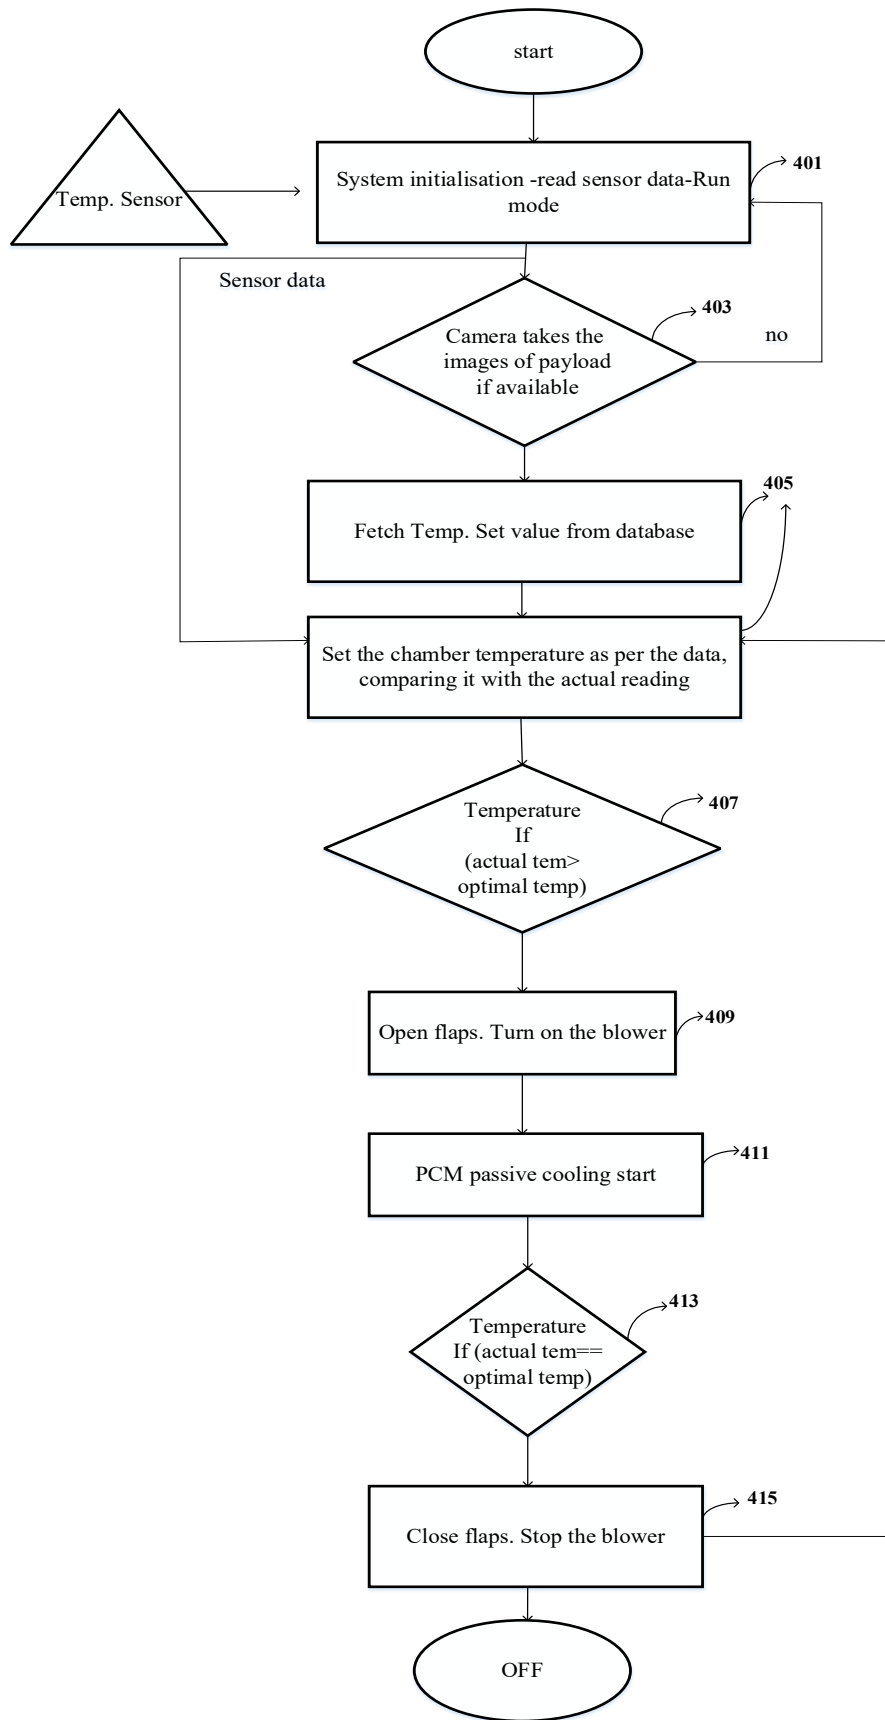 start
Temp. Sensor
System initialisation -read sensor data-Run
mode
401
Sensor data
403
Camera takes the
images of payload
if available
no
405
Fetch Temp. Set value from database
Set the chamber temperature as per the data,
comparing it with the actual reading
407
Temperature
If
(actual tem>
optimal temp)
409
Open flaps. Turn on the blower
411
PCM passive cooling start
413
Temperature
If (actual tem==
optimal temp)
415
Close flaps. Stop the blower
OFF